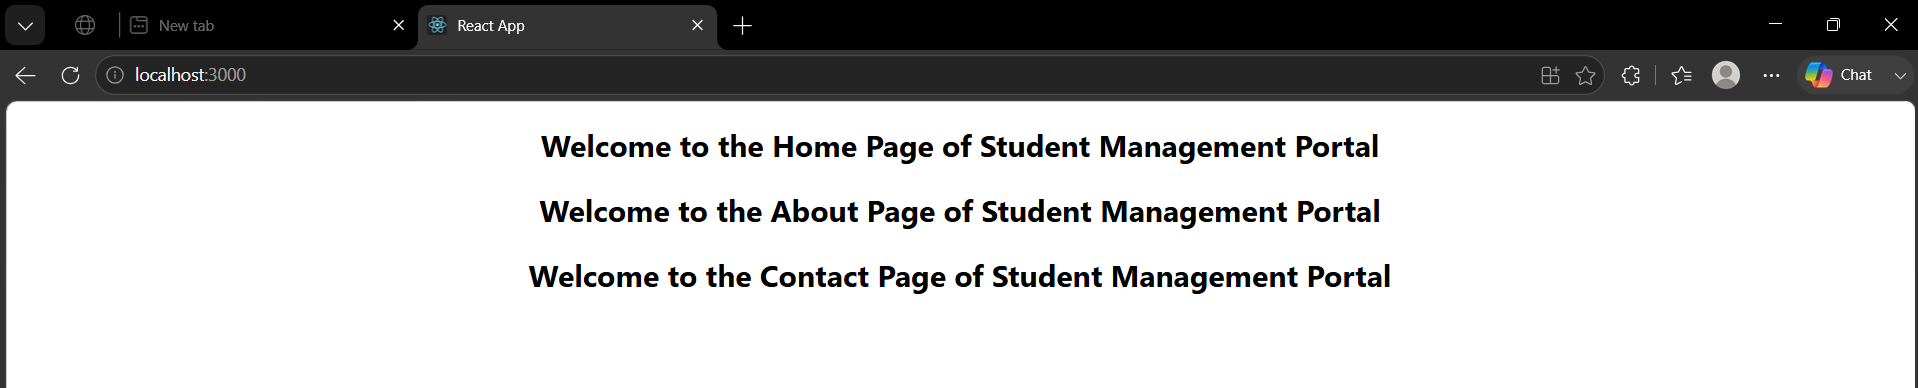 New tab
React App
localhost:3000
Chat
Welcome to the Home Page of Student Management Portal
Welcome to the About Page of Student Management Portal
Welcome to the Contact Page of Student Management Portal